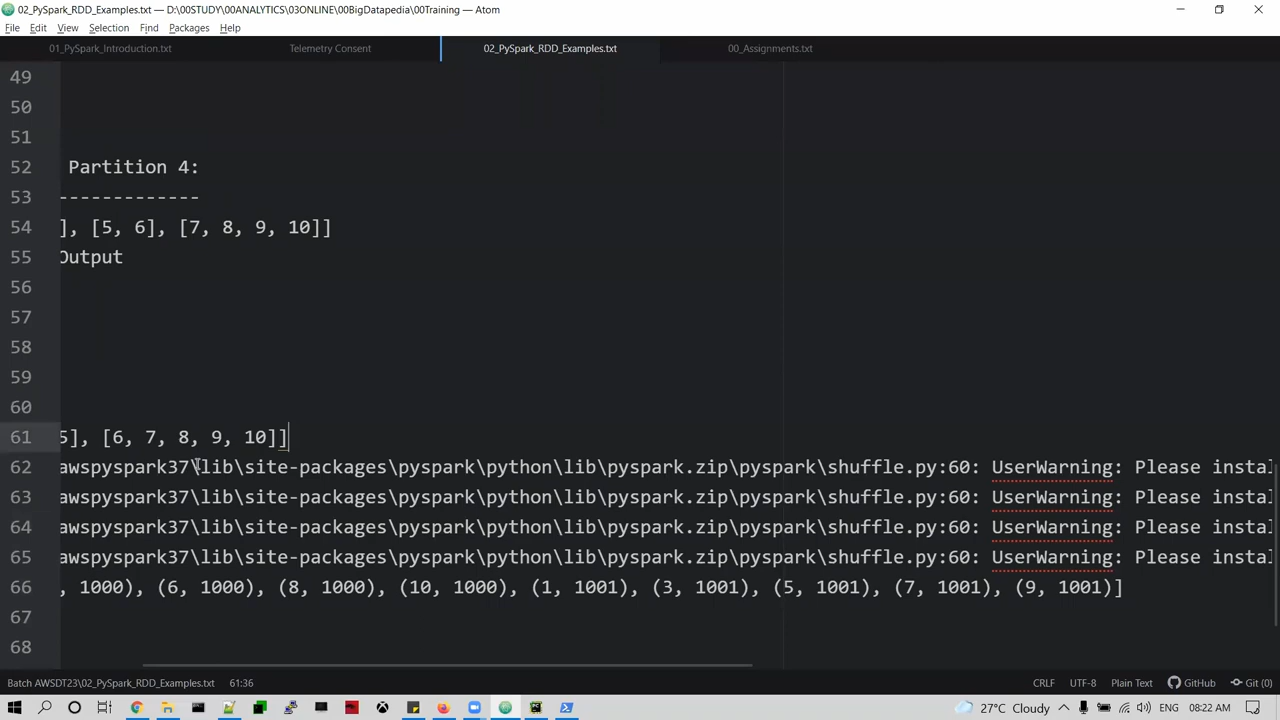 02_PySpark_RDD_Examples.txt — D:\00STUDY\00ANALYTICS\03ONLINE\00BigDatapedia\00Training — Atom
File Edit View Selection Find Packages Help
01_PySpark_Introduction.txt Telemetry Consent 02_PySpark_RDD_Examples.txt 00_Assignments.txt
49
50
51
52 Partition 4:
53 -------------
54 ], [5, 6], [7, 8, 9, 10]]
55 Output
56
57
58
59
60
61 5], [6, 7, 8, 9, 10]]
62 awspyspark37\lib\site-packages\pyspark\python\lib\pyspark.zip\pyspark\shuffle.py:60: UserWarning: Please instal
63 awspyspark37\lib\site-packages\pyspark\python\lib\pyspark.zip\pyspark\shuffle.py:60: UserWarning: Please instal
64 awspyspark37\lib\site-packages\pyspark\python\lib\pyspark.zip\pyspark\shuffle.py:60: UserWarning: Please instal
65 awspyspark37\lib\site-packages\pyspark\python\lib\pyspark.zip\pyspark\shuffle.py:60: UserWarning: Please instal
66 , 1000), (6, 1000), (8, 1000), (10, 1000), (1, 1001), (3, 1001), (5, 1001), (7, 1001), (9, 1001)]
67
68
Batch AWSDT23\02_PySpark_RDD_Examples.txt 61:36 CRLF UTF-8 Plain Text GitHub Git (0)
27°C Cloudy ENG 08:22 AM